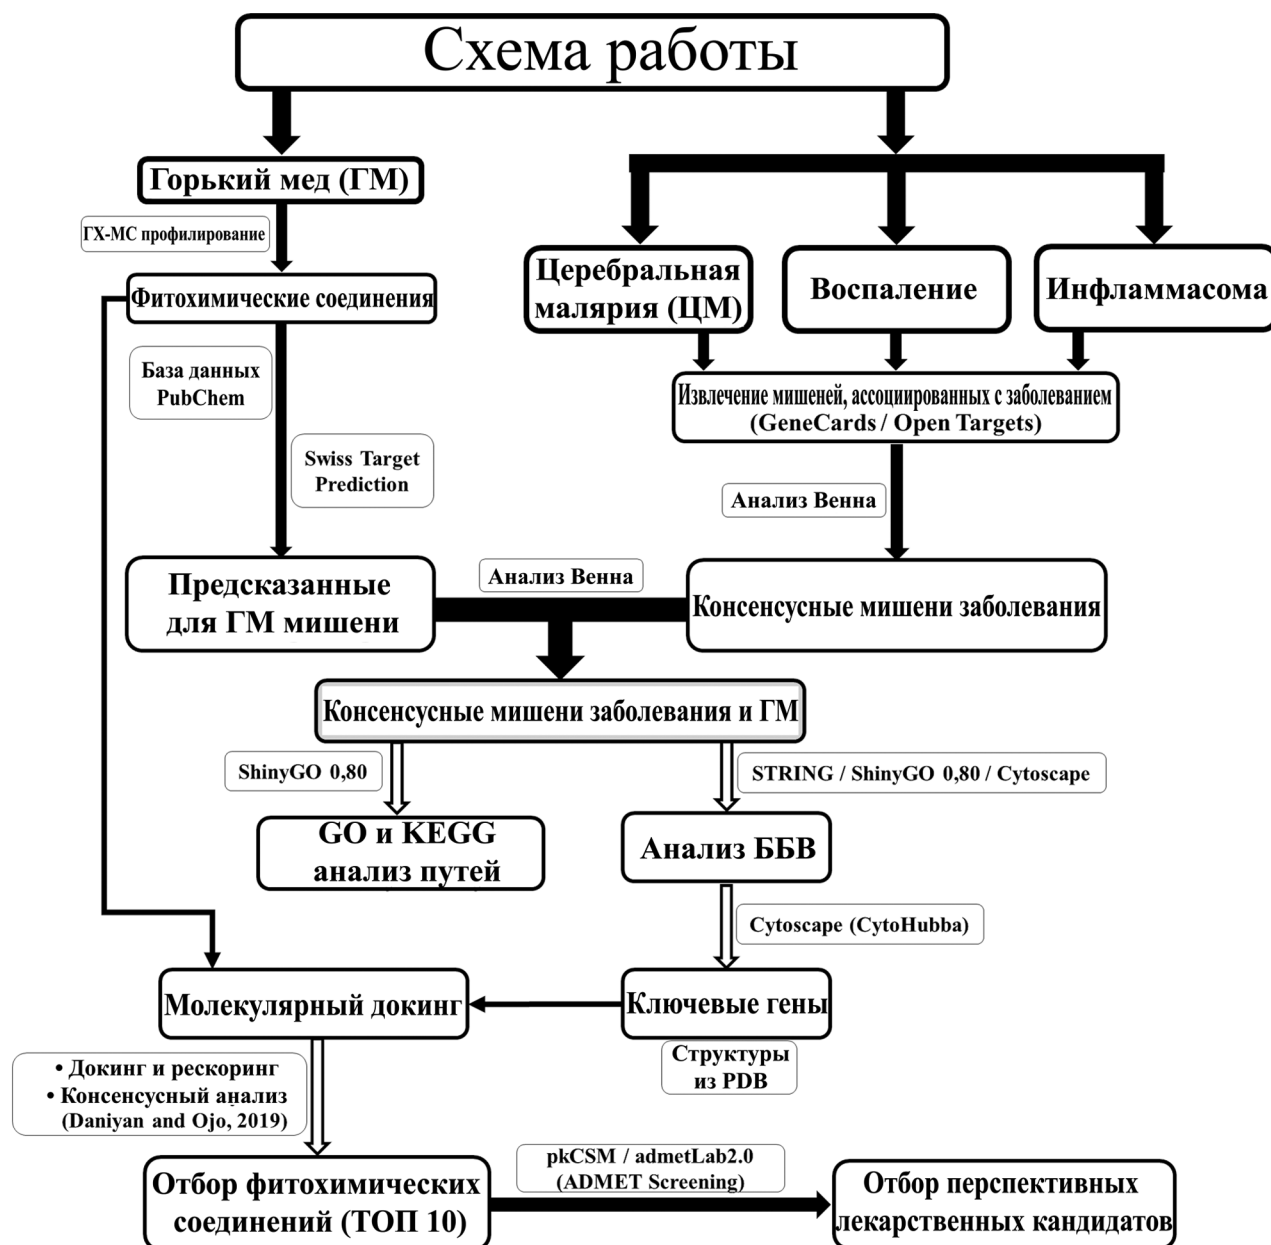 Схема работы
Горький мед (ГМ)
ГХ-МС профилирование
Фитохимические соединения
База данных
PubChem
Swiss Target
Prediction
Церебральная
малярия (ЦМ)
Воспаление
Инфламмасома
Извлечение мишеней, ассоциированных с заболеванием
(GeneCards / Open Targets)
Анализ Венна
Предсказанные
для ГМ мишени
Анализ Венна
Консенсусные мишени заболевания
Консенсусные мишени заболевания и ГМ
ShinyGO 0,80
STRING / ShinyGO 0,80 / Cytoscape
GO и KEGG
анализ путей
Анализ ББВ
Cytoscape (CytoHubba)
Молекулярный докинг
Ключевые гены
Структуры
из PDB
• Докинг и рескоринг
• Консенсусный анализ
(Daniyan and Ojo, 2019)
Отбор фитохимических
соединений (ТОП 10)
pkCSM / admetLab2.0
(ADMET Screening)
Отбор перспективных
лекарственных кандидатов